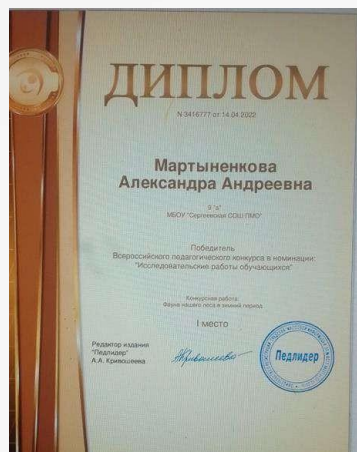 ДИПЛОМ
N 3416777 от 14.04.2022
Мартыненкова
Александра Андреевна
МБОУ "Сергеевская СОШ ПМО"
Победитель
Всероссийского педагогического конкурса в номинации:
"Исследовательские работы обучающихся"
Конкурсная работа
Фауна нашего леса в зимний период
I место
Редактор издания
"Педлидер"
А.А. Кривошеева
Педлидер